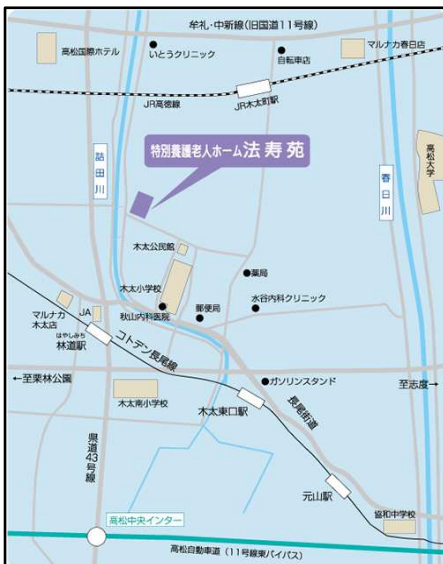 牟礼・中新線(旧国道11号線)
高松国際ホテル
いとうクリニック
自転車店
マルナカ春日店
JR高徳線
JR木太町駅
特別養護老人ホーム 法寿苑
詰田川
春日川
高松大学
木太公民館
木太小学校
薬局
マルナカ
木太店
JA
秋山内科医院
郵便局
水谷内科クリニック
はやしみち
林道駅
コトデン長尾線
←至栗林公園
ガソリンスタンド
至志度→
木太南小学校
木太東口駅
長尾街道
県道43号線
元山駅
協和中学校
高松中央インター
高松自動車道(11号線東バイパス)